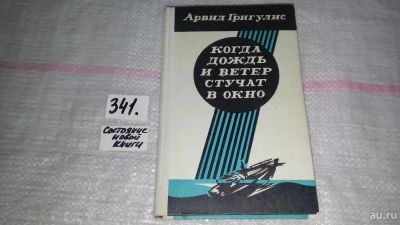 Арвид Григулис
КОГДА
ДОЖДЬ
И ВЕТЕР
СТУЧАТ
В ОКНО
341.
Состояние
новой
книги
au.ru